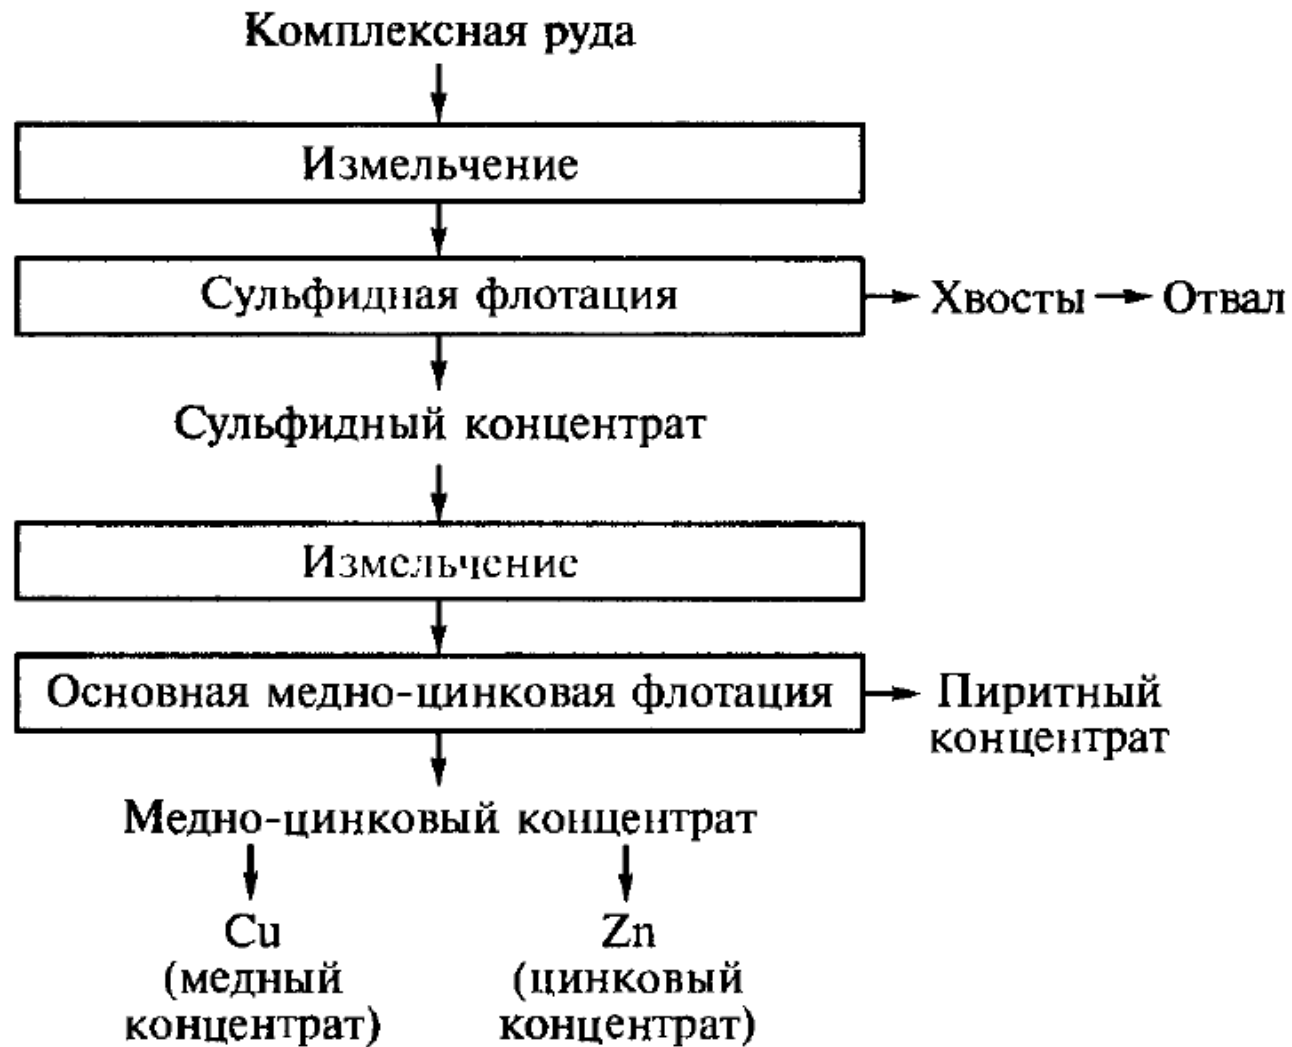 Комплексная руда
Измельчение
Сульфидная флотация
Хвосты
Отвал
Сульфидный концентрат
Измельчение
Основная медно-цинковая флотация
Пиритный
концентрат
Медно-цинковый концентрат
Cu
(медный
концентрат)
Zn
(цинковый
концентрат)